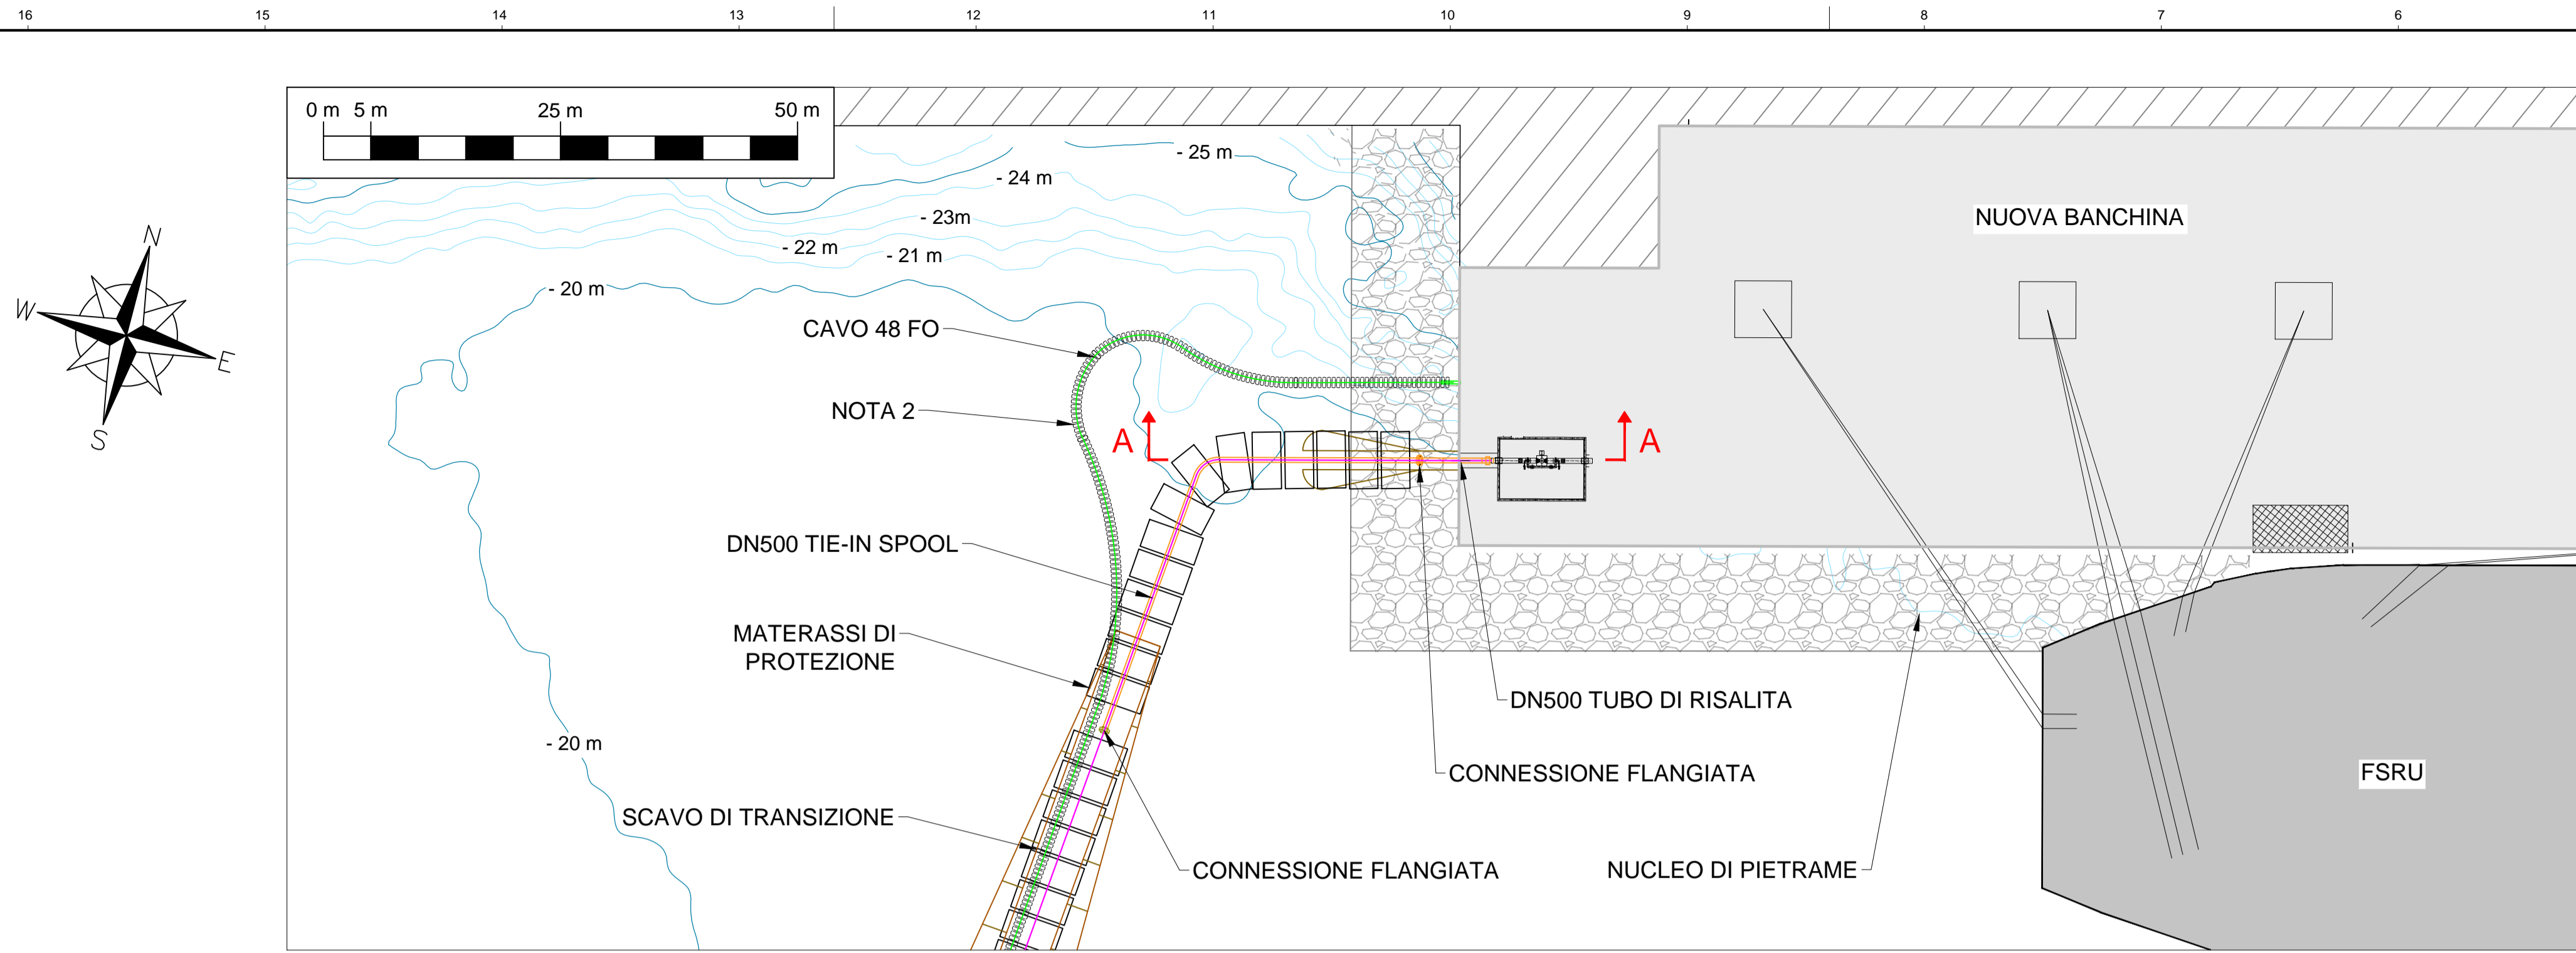 16 15 14 13 12 11 10 9 8 7 6
0 m 5 m 25 m 50 m
- 25 m
- 24 m
- 23m
- 22 m
- 21 m
- 20 m
N
W
E
S
NUOVA BANCHINA
CAVO 48 FO
NOTA 2
A A
DN500 TIE-IN SPOOL
MATERASSI DI
PROTEZIONE
DN500 TUBO DI RISALITA
- 20 m
CONNESSIONE FLANGIATA
FSRU
SCAVO DI TRANSIZIONE
CONNESSIONE FLANGIATA
NUCLEO DI PIETRAME